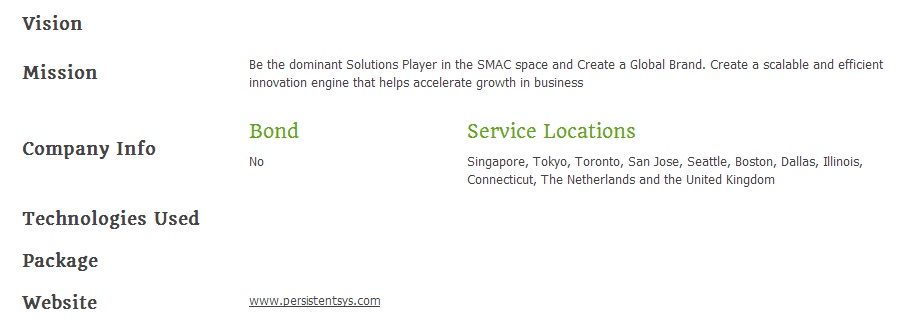 Vision
Mission
Be the dominant Solutions Player in the SMAC space and Create a Global Brand. Create a scalable and efficient
innovation engine that helps accelerate growth in business
Company Info
Bond
No
Service Locations
Singapore, Tokyo, Toronto, San Jose, Seattle, Boston, Dallas, Illinois,
Connecticut, The Netherlands and the United Kingdom
Technologies Used
Package
Website
www.persistentsys.com